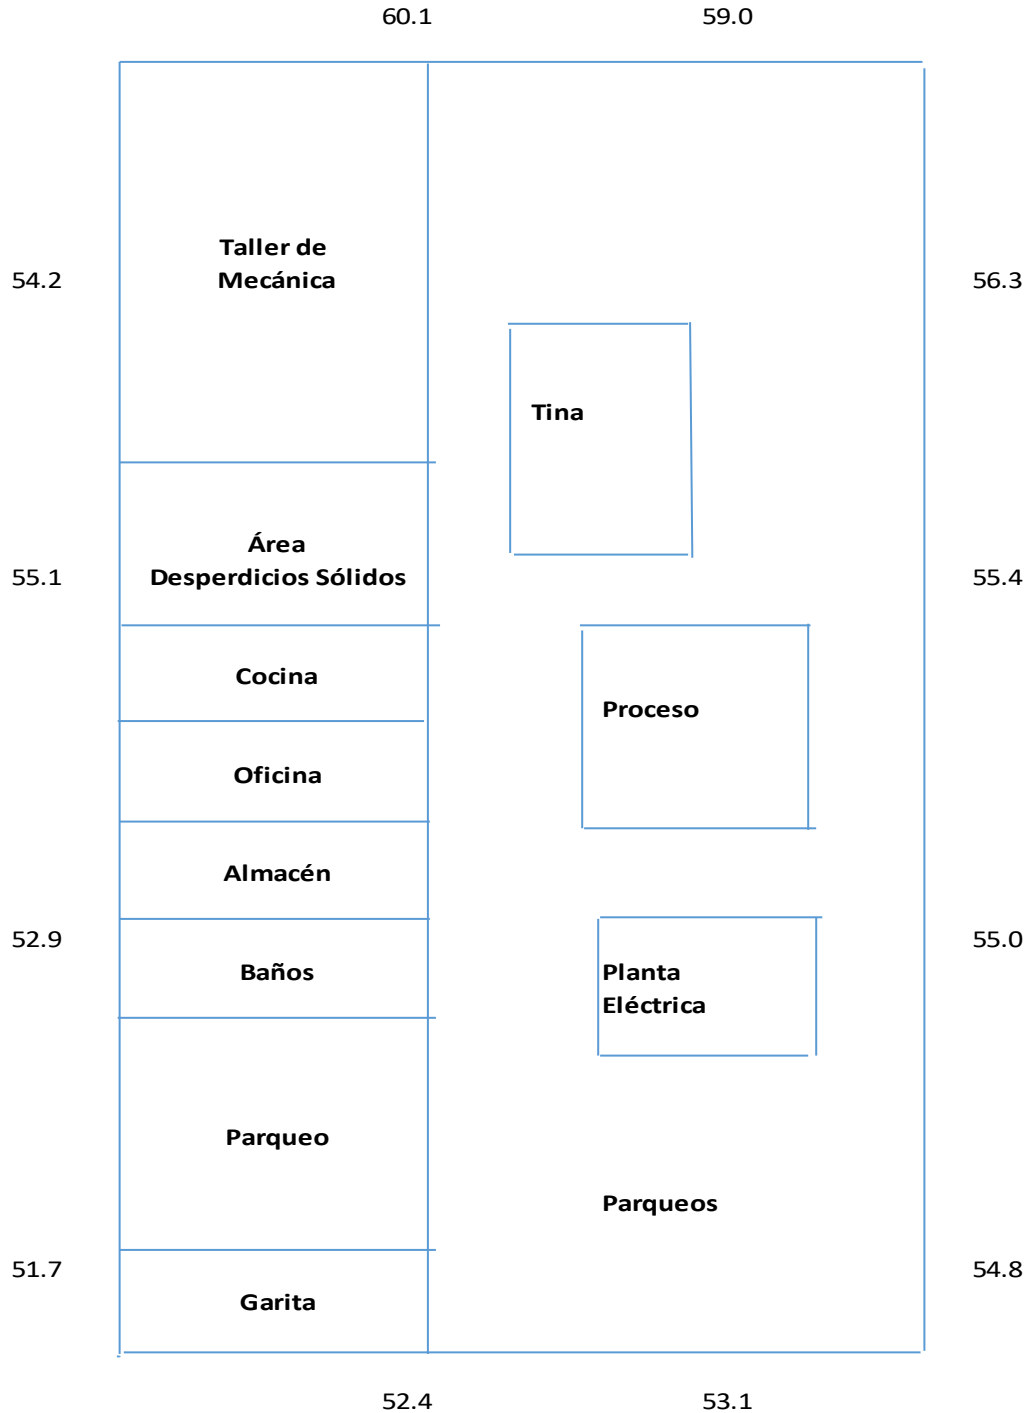 60.1 59.0
Taller de
54.2 Mecánica 56.3
Tina
Área
55.1 Desperdicios Sólidos 55.4
Cocina
Proceso
Oficina
Almacén
52.9 55.0
Baños Planta
Eléctrica
Parqueo
Parqueos
51.7 54.8
Garita
52.4 53.1